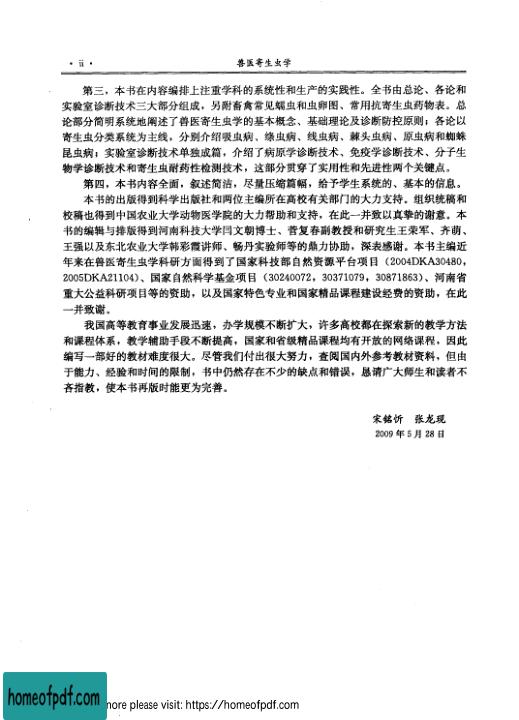 · ii ·
兽医寄生虫学
第三，本书在内容编排上注重学科的系统性和生产的实践性。全书由总论、各论和
实验室诊断技术三大部分组成，另附畜禽常见蠕虫和虫卵图、常用抗寄生虫药物表。总
论部分简明系统地阐述了兽医寄生虫学的基本概念、基础理论及诊断防控原则；各论以
寄生虫分类系统为主线，分别介绍吸虫病、绦虫病、线虫病、棘头虫病、原虫病和蜘蛛
昆虫病；实验室诊断技术单独成篇，介绍了病原学诊断技术、免疫学诊断技术、分子生
物学诊断技术和寄生虫耐药性检测技术，这部分贯穿了实用性和先进性两个关键点。
第四，本书内容全面，叙述简洁，尽量压缩篇幅，给予学生系统的、基本的信息。
本书的出版得到科学出版社和两位主编所在高校有关部门的大力支持。组织统稿和
校稿也得到中国农业大学动物医学院的大力帮助和支持，在此一并致以真挚的谢意。本
书的编辑与排版得到河南科技大学闫文朝博士、菅复春副教授和研究生王荣军、齐萌、
王强以及东北农业大学韩彩霞讲师、畅丹实验师等的鼎力协助，深表感谢。本书主编近
年来在兽医寄生虫学科研方面得到了国家科技部自然资源平台项目（2004DKA30480，
2005DKA21104）、国家自然科学基金项目（30240072，30371079，30871863）、河南省
重大公益科研项目等的资助，以及国家特色专业和国家精品课程建设经费的资助，在此
一并致谢。
我国高等教育事业发展迅速，办学规模不断扩大，许多高校都在探索新的教学方法
和课程体系，教学辅助手段不断提高，国家和省级精品课程均有开放的网络课程，因此
编写一部好的教材难度很大。尽管我们付出很大努力，查阅国内外参考教材资料，但由
于能力、经验和时间的限制，书中仍然存在不少的缺点和错误，恳请广大师生和读者不
吝指教，使本书再版时能更为完善。
宋铭忻 张龙现
2009 年 5 月 28 日
homeofpdf.com
more please visit: https://homeofpdf.com